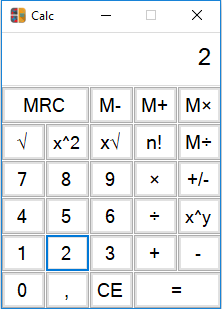 Calc
2
MRC M- M+ M×
√ x^2 x√ n! M÷
7 8 9 × +/-
4 5 6 ÷ x^y
1 2 3 + -
0 , CE =